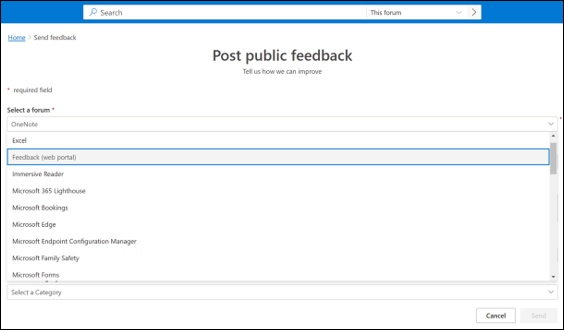 Search
This forum
Home > Send feedback
Post public feedback
Tell us how we can improve
* required field
Select a forum *
OneNote
*
Excel
Feedback (web portal)
Immersive Reader
Microsoft 365 Lighthouse
Microsoft Bookings
Microsoft Edge
Microsoft Endpoint Configuration Manager
Microsoft Family Safety
Microsoft Forms
Select a Category
Cancel
Send